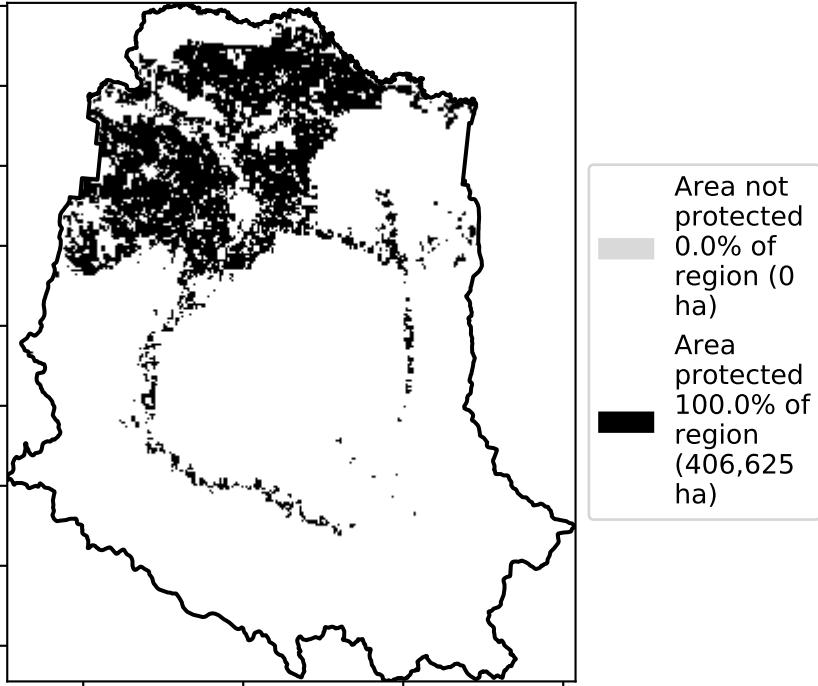 Area not
protected
0.0% of
region (0
ha)
Area
protected
100.0% of
region
(406,625
ha)